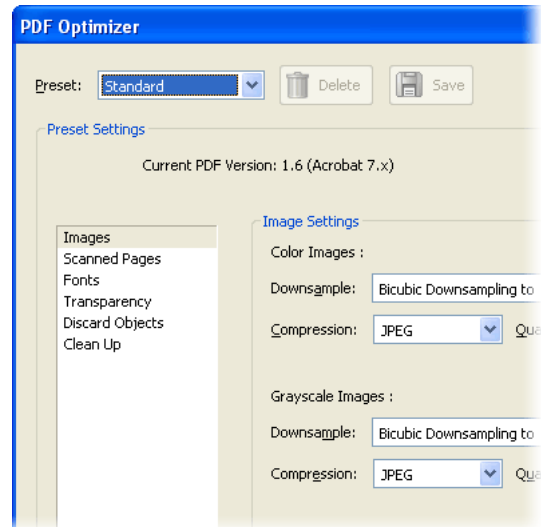 PDF Optimizer
Preset: Standard Delete Save
Preset Settings
Current PDF Version: 1.6 (Acrobat 7.x)
Images
Scanned Pages
Fonts
Transparency
Discard Objects
Clean Up
Image Settings
Color Images :
Downsample: Bicubic Downsampling to
Compression: JPEG
Grayscale Images :
Downsample: Bicubic Downsampling to
Compression: JPEG